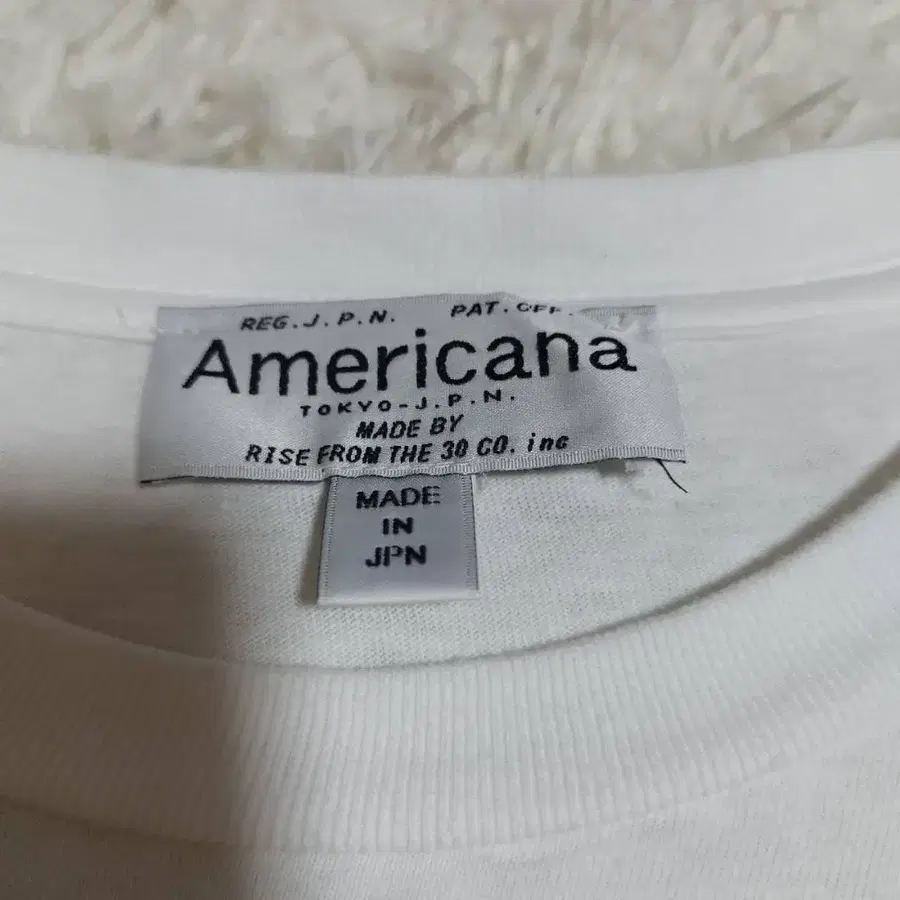 REG.J.P.N. PAT.OFF.
Americana
TOKYO-J.P.N.
MADE BY
RISE FROM THE 30 CO. inc
MADE
IN
JPN